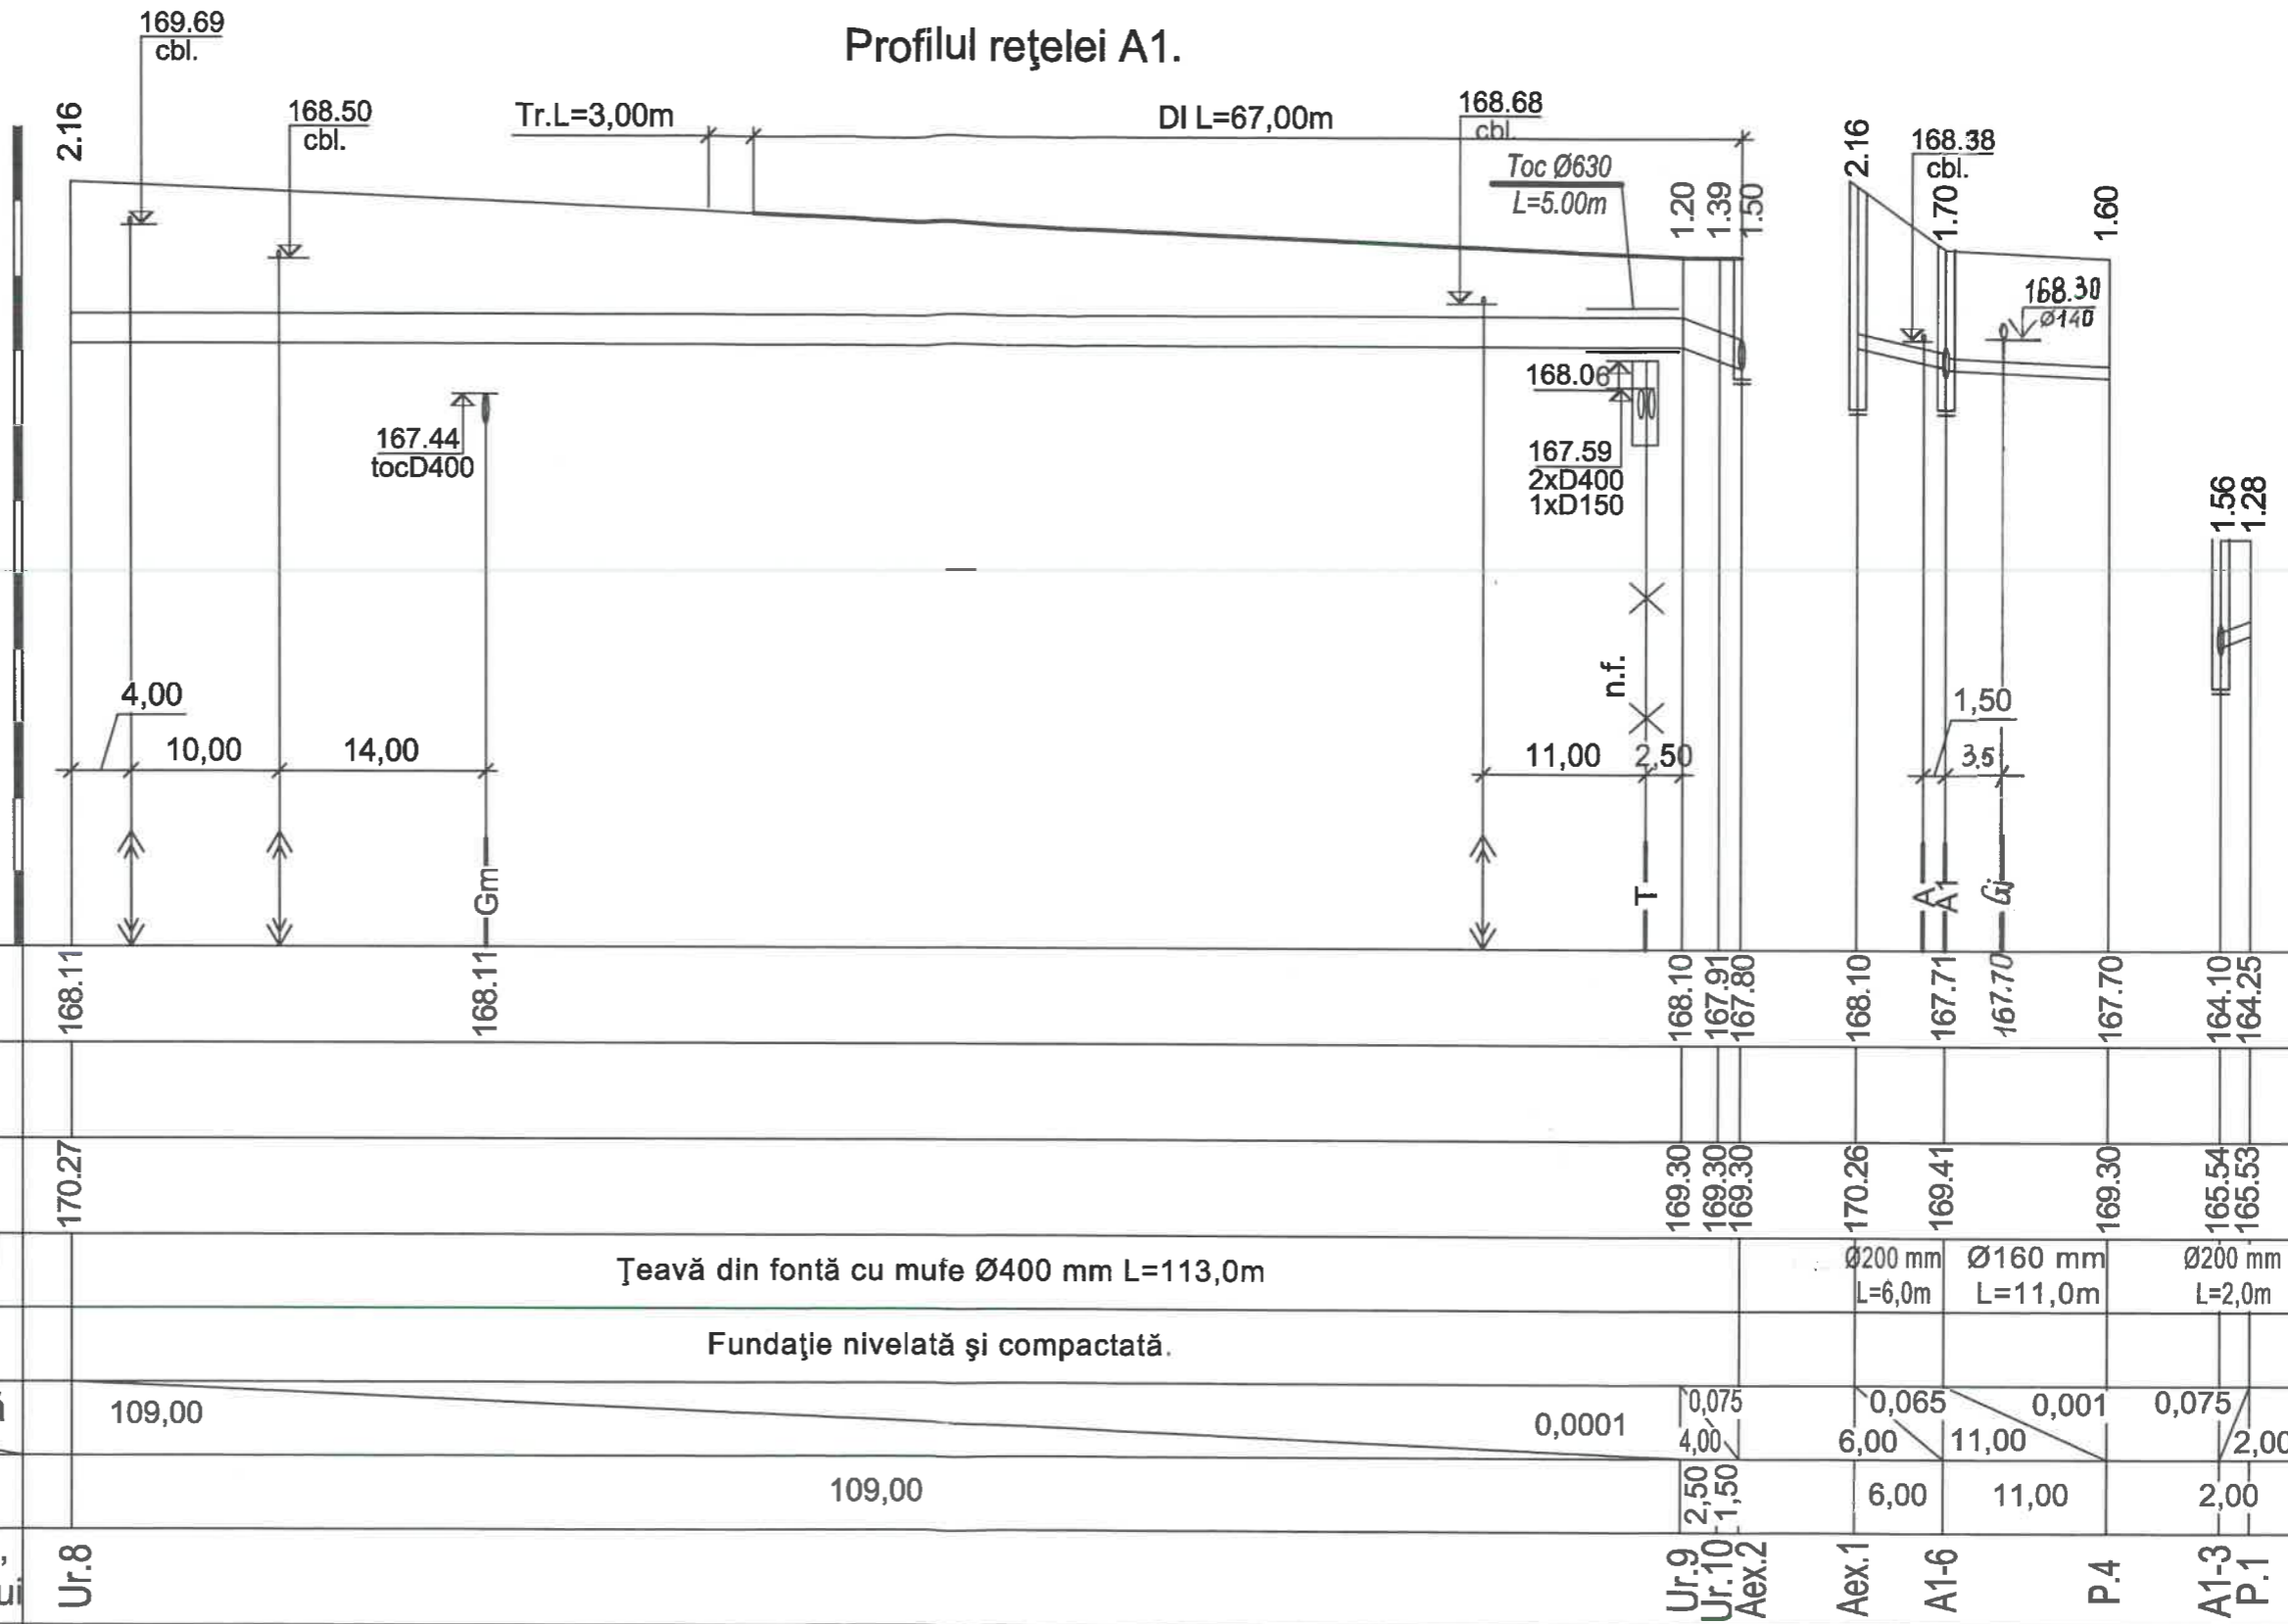 Profilul reţelei A1.
169.69
cbl.
2.16
168.50
cbl.
Tr.L=3,00m
DI L=67,00m
168.68
cbl.
Toc Ø630
L=5.00m
1.20
1.39
1.50
2.16
168.38
cbl.
1.70
1.60
168.30
Ø140
167.44
tocD400
168.06
167.59
2xD400
1xD150
1.56
1.28
n.f.
4,00
10,00
14,00
11,00
2,50
1,50
3.5
Gm
T
A
A1
Gj
168.11
168.11
168.10
167.91
167.80
168.10
167.71
167.70
167.70
164.10
164.25
170.27
169.30
169.30
169.30
170.26
169.41
169.30
165.54
165.53
Ţeavă din fontă cu mufe Ø400 mm L=113,0m
Ø200 mm
L=6,0m
Ø160 mm
L=11,0m
Ø200 mm
L=2,0m
Fundaţie nivelată şi compactată.
109,00
0,0001
0,075
4,00
0,065
6,00
0,001
11,00
0,075
2,00
109,00
2,50
1,50
6,00
11,00
2,00
ui
Ur.8
Ur.9
Ur.10
Aex.2
Aex.1
A1-6
P.4
A1-3
P.1